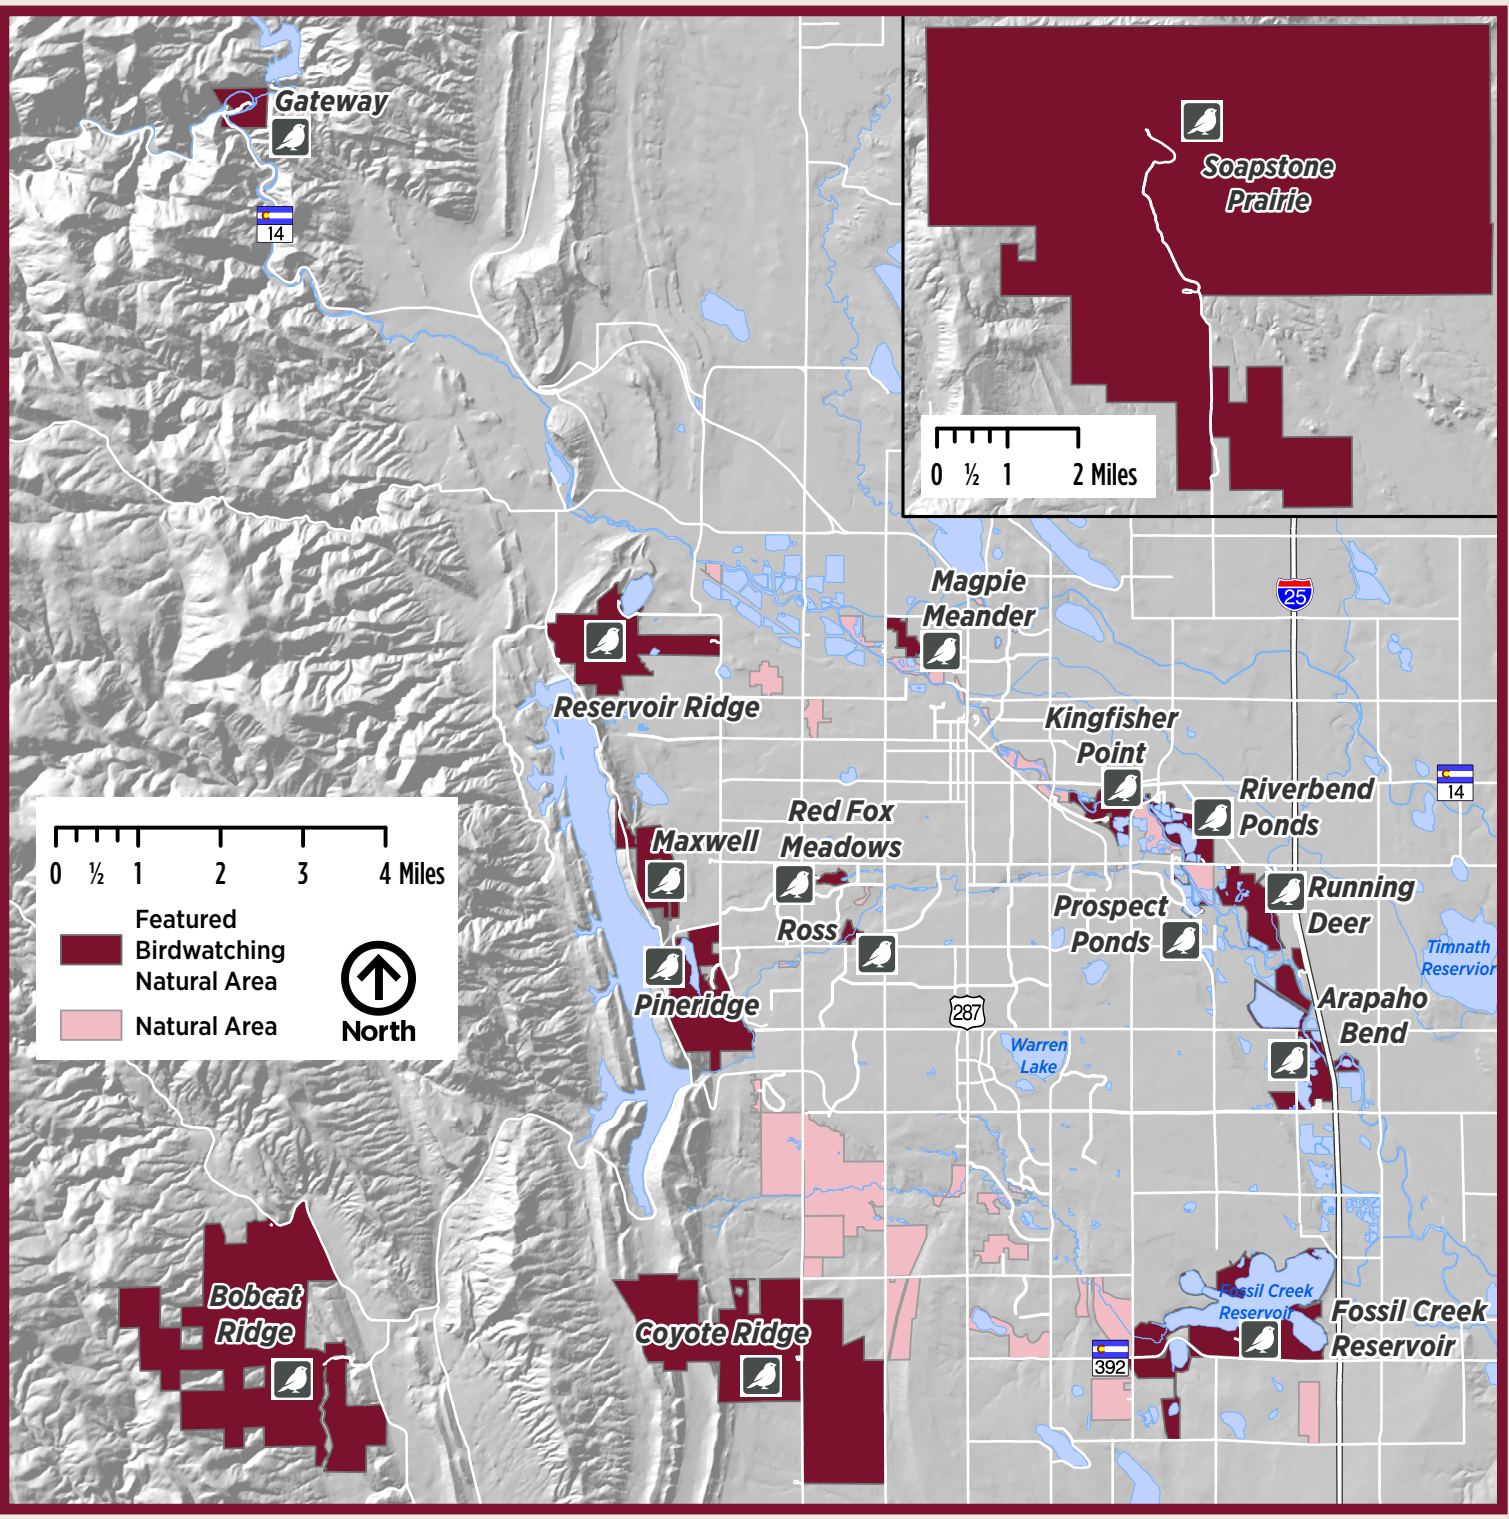 Gateway
14
Soapstone
Prairie
0 ½ 1 2 Miles
Magpie
Meander
25
Reservoir Ridge
Kingfisher
Point
14
Riverbend
Ponds
Red Fox
Meadows
Maxwell
0 ½ 1 2 3 4 Miles
Featured
Birdwatching
Natural Area
Natural Area
North
Ross
Prospect
Ponds
Running
Deer
Timnath
Reservior
Pineridge
287
Arapaho
Bend
Warren
Lake
Bobcat
Ridge
Coyote Ridge
Fossil Creek
Reservoir
Fossil Creek
Reservoir
392